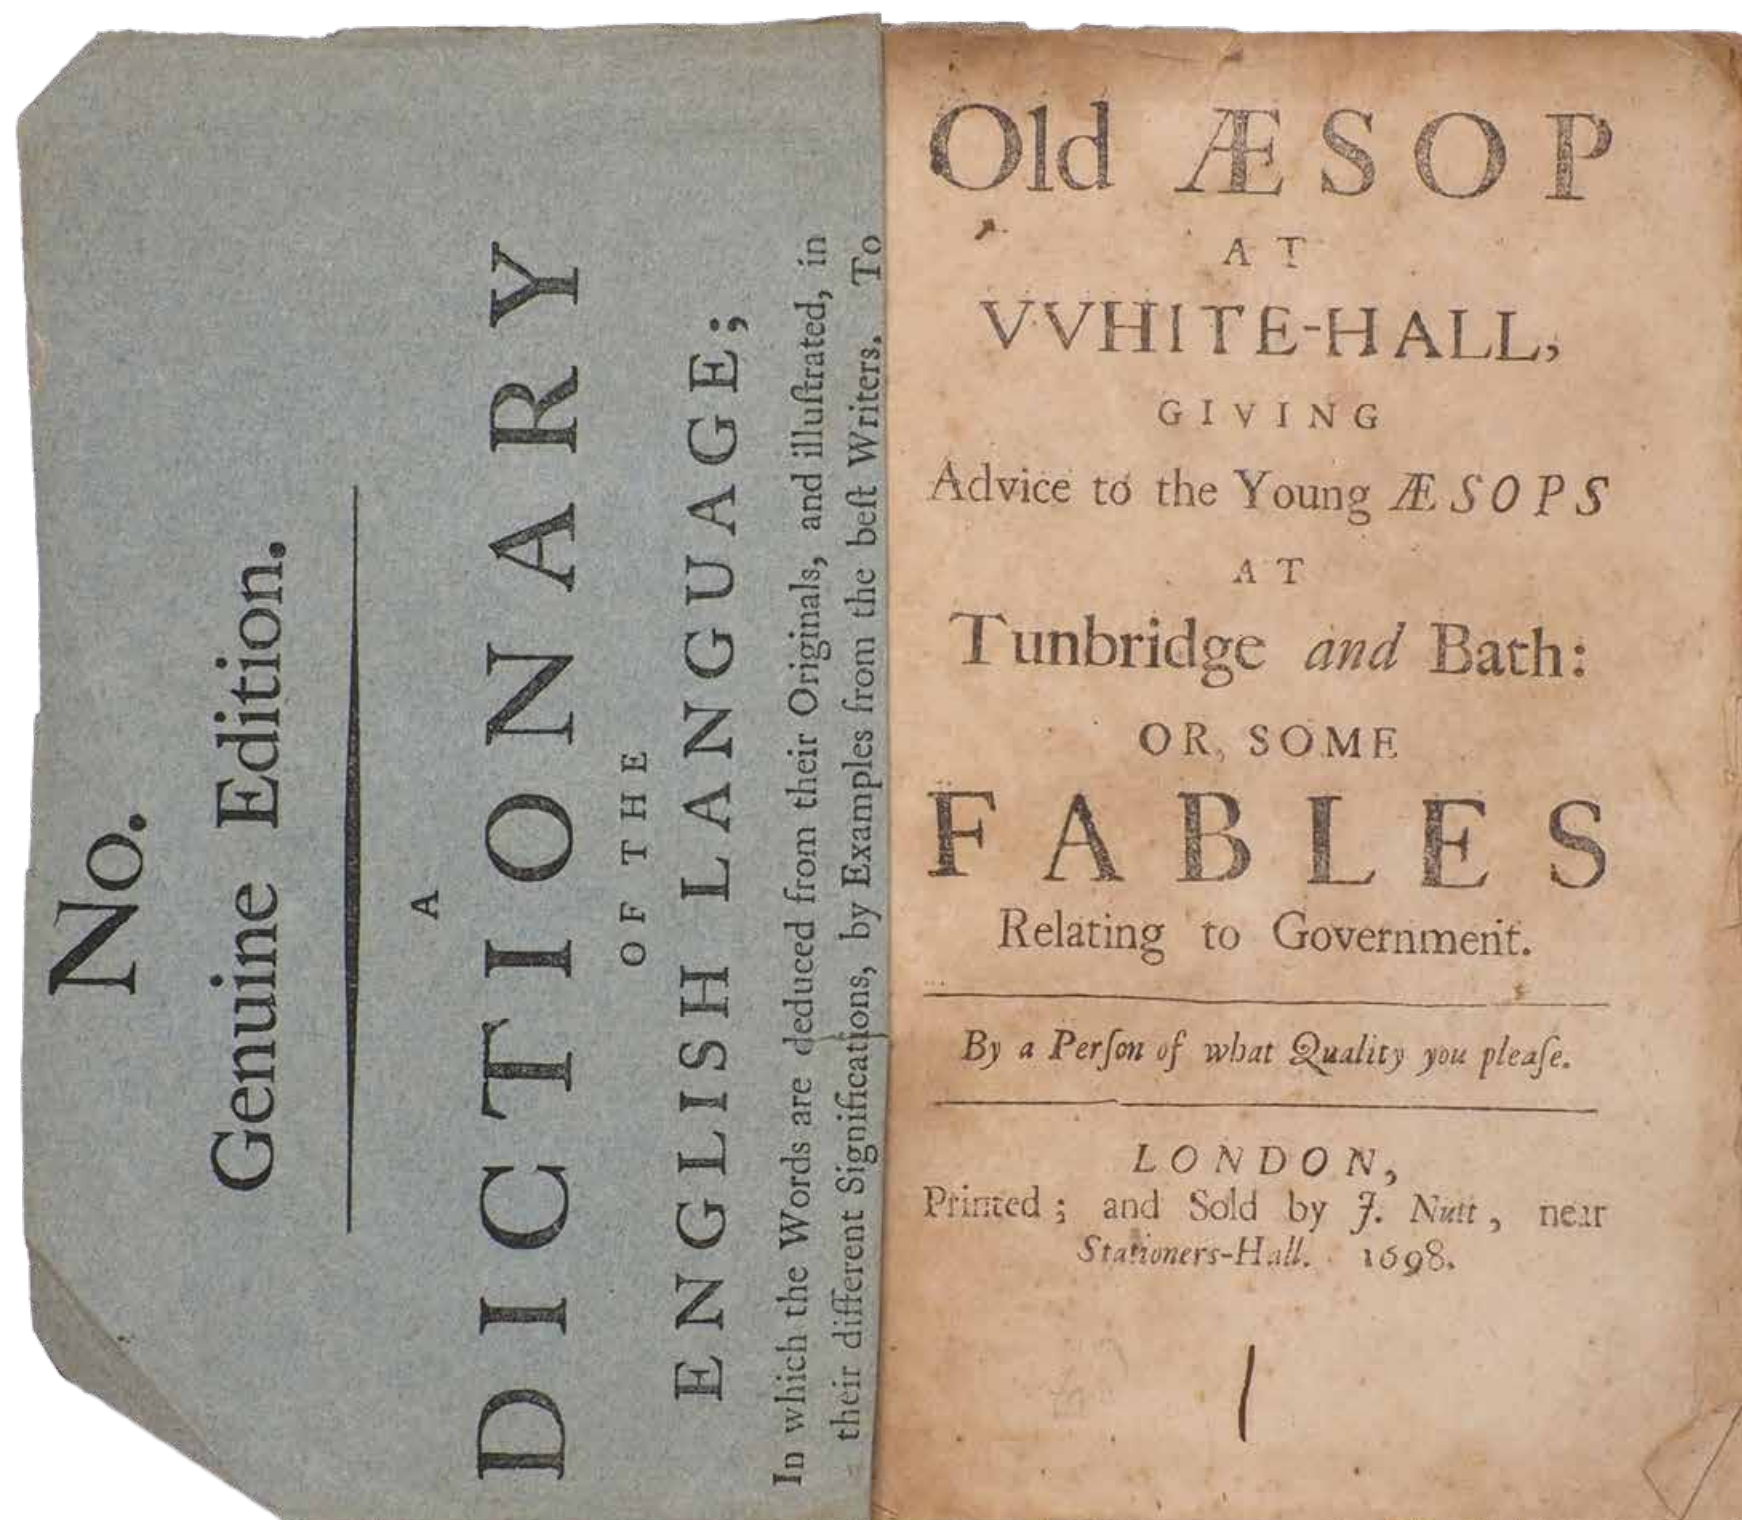 No.
Genuine Edition.
A
DICTIONARY
OF THE
ENGLISH LANGUAGE;
In which the Words are deduced from their Originals, and illuſtrated, in
their different Significations, by Examples from the beſt Writers. To
Old ÆSOP
AT
VVHITE-HALL,
GIVING
Advice to the Young ÆSOPS
AT
Tunbridge and Bath:
OR, SOME
FABLES
Relating to Government.
By a Perſon of what Quality you pleaſe.
LONDON,
Printed; and Sold by J. Nutt, near
Stationers-Hall. 1698.